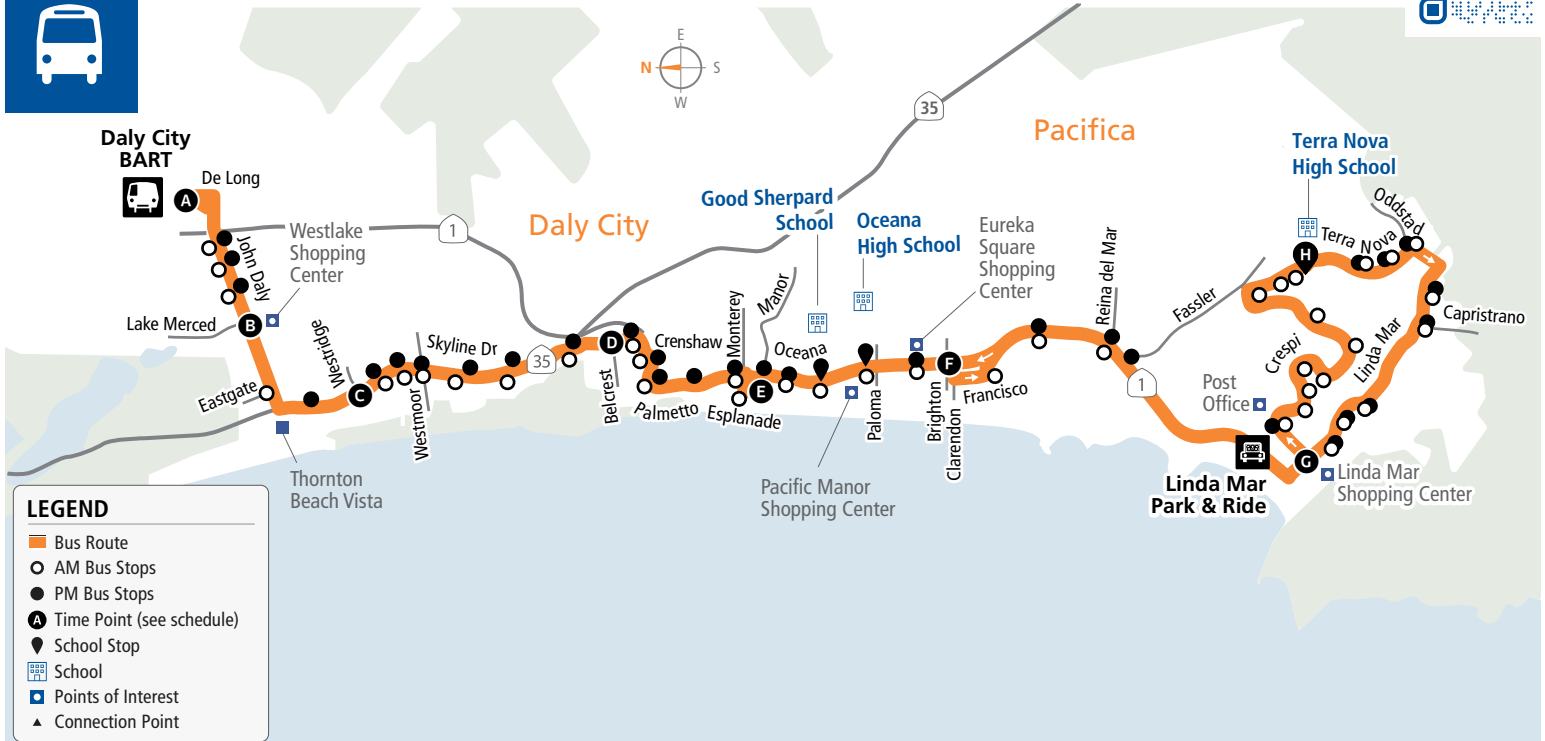 E
N
S
W
35
Pacifica
Daly City
BART
A
De Long
Terra Nova
High School
Good Sherpard
School
Oceana
High School
Eureka
Square
Shopping
Center
Daly City
1
Westlake
Shopping
Center
John Daly
Lake Merced
B
Eastgate
Westridge
C
Skyline Dr
Westmoor
35
D
Belcrest
Crenshaw
Palmetto
Monterey
Manor
Esplanade
E
Oceana
Paloma
Brighton
F
Clarendon
Francisco
Reina del Mar
1
Fassler
H
Terra Nova
Oddstad
Capristrano
Linda Mar
Crespi
Post
Office
G
Linda Mar
Park & Ride
Linda Mar
Shopping Center
Thornton
Beach Vista
Pacific Manor
Shopping Center
LEGEND
Bus Route
AM Bus Stops
PM Bus Stops
A Time Point (see schedule)
School Stop
School
Points of Interest
Connection Point